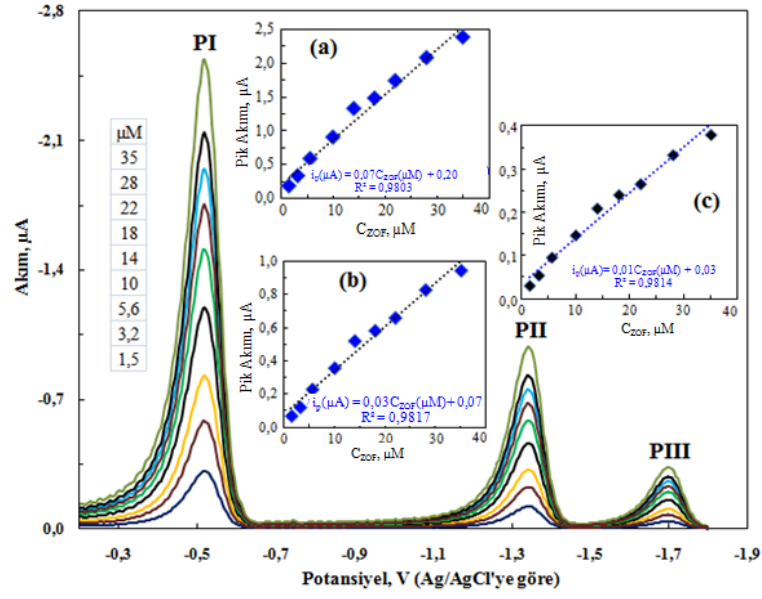 -2,8
-2,1
-1,4
-0,7
0,0
Akım, µA
PI
µM
35
28
22
18
14
10
5,6
3,2
1,5
(a)
2,5
2,0
1,5
1,0
0,5
0,0
Pik Akımı, µA
i_p(µA) = 0,07C_ZOF(µM) + 0,20
R² = 0,9803
0 10 20 30 40
C_ZOF, µM
(b)
1,0
0,8
0,6
0,4
0,2
0,0
Pik Akımı, µA
i_p(µA) = 0,03C_ZOF(µM)+ 0,07
R² = 0,9817
0 10 20 30 40
C_ZOF, µM
(c)
0,4
0,3
0,2
0,1
0,0
Pik Akımı, µA
i_p(µA)= 0,01C_ZOF(µM) + 0,03
R² = 0,9814
0 10 20 30 40
C_ZOF, µM
PII
PIII
-0,3 -0,5 -0,7 -0,9 -1,1 -1,3 -1,5 -1,7 -1,9
Potansiyel, V (Ag/AgCl'ye göre)